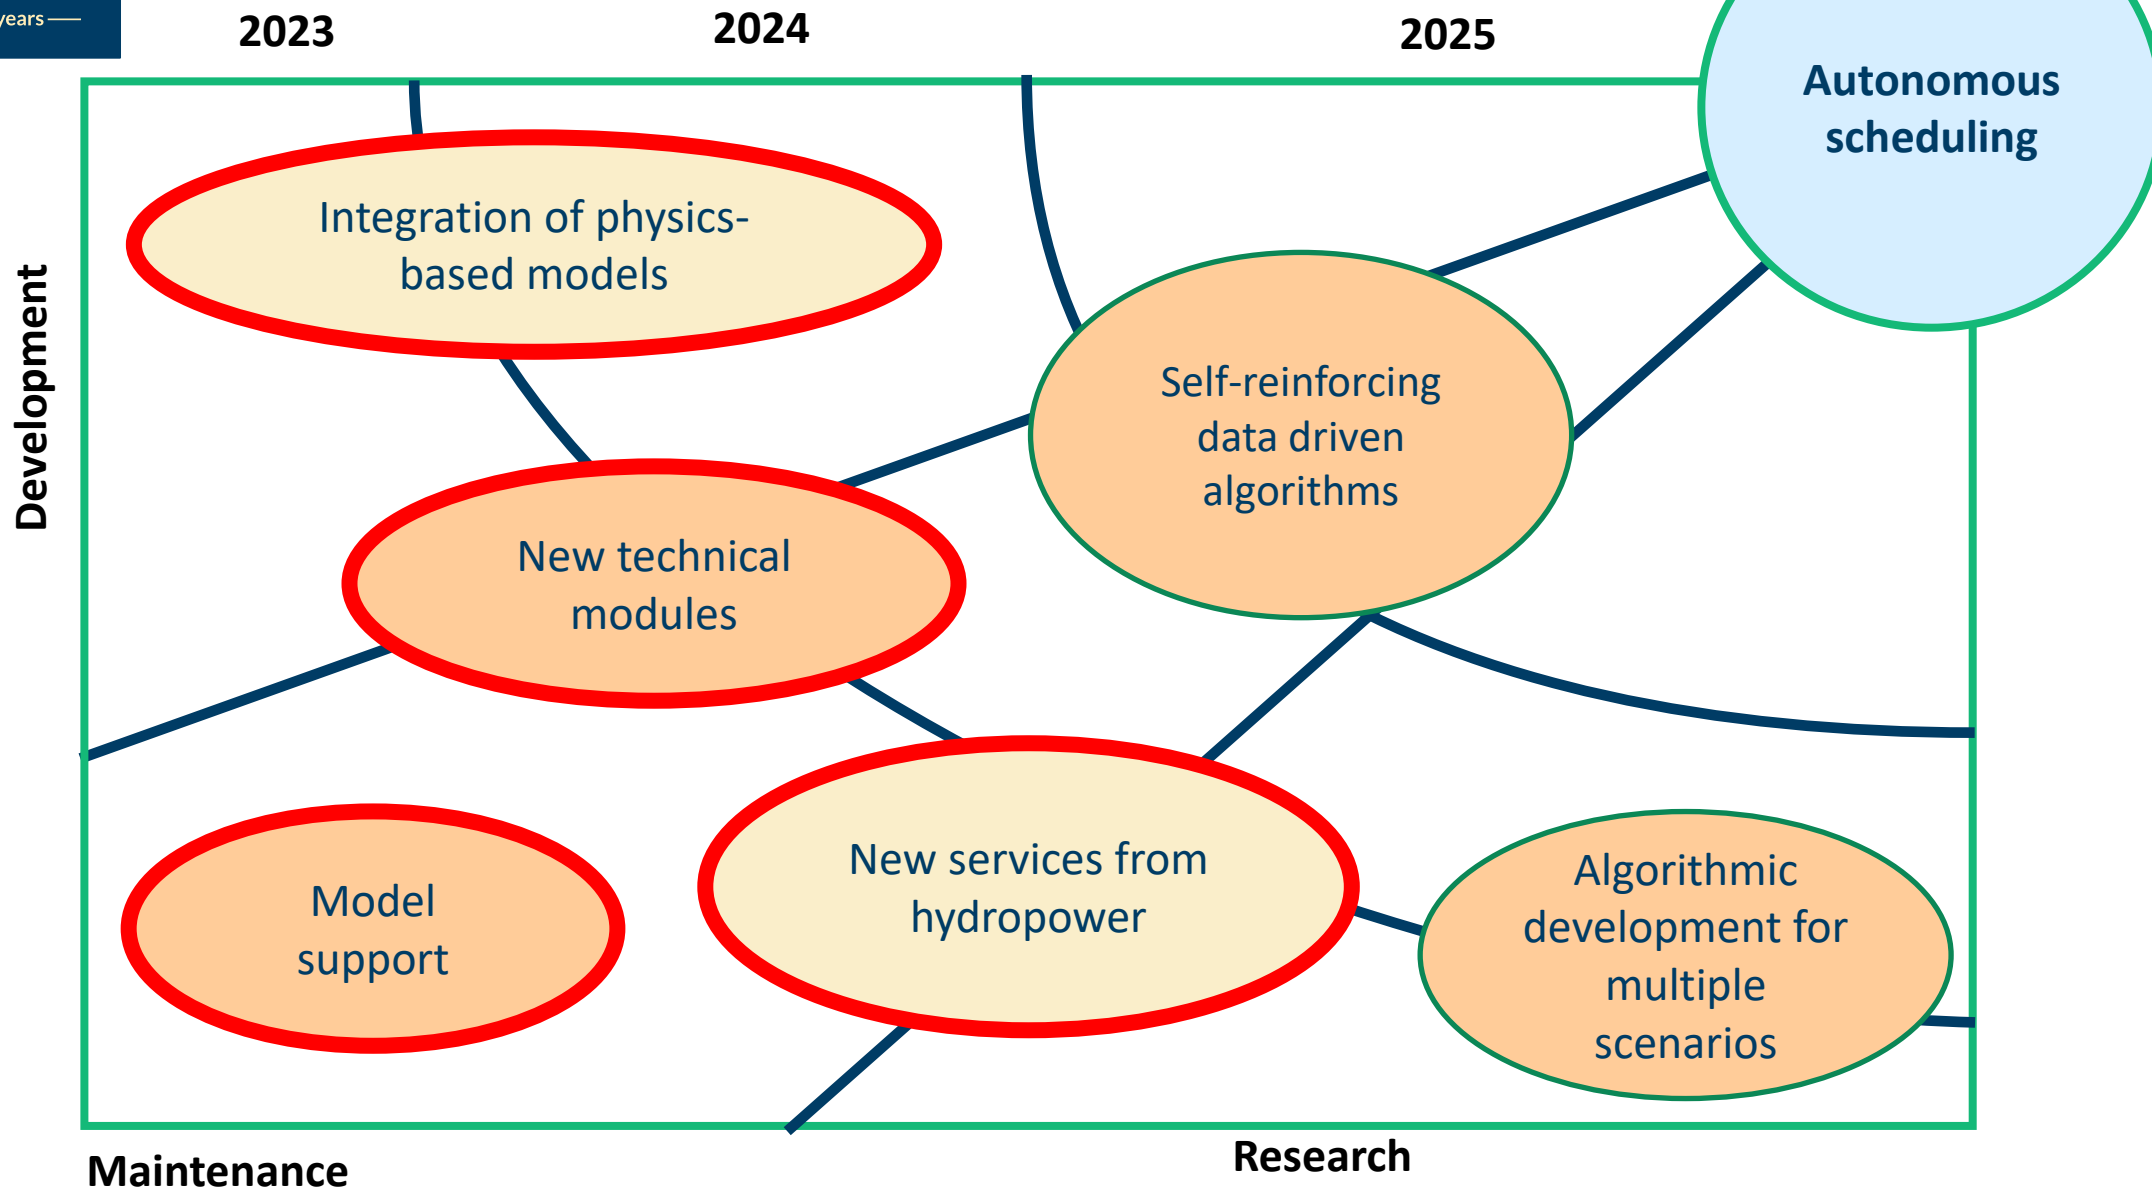 years
2023
2024
2025
Autonomous
scheduling
Integration of physics-
based models
Development
Self-reinforcing
data driven
algorithms
New technical
modules
New services from
hydropower
Model
support
Algorithmic
development for
multiple
scenarios
Maintenance
Research